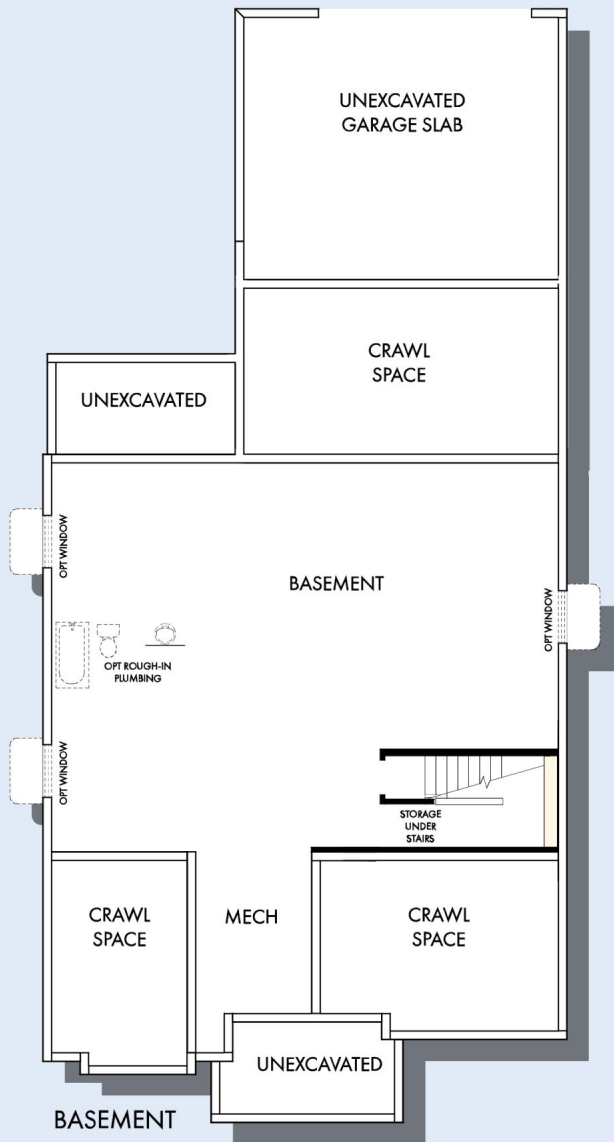 UNEXCAVATED
GARAGE SLAB
CRAWL
SPACE
UNEXCAVATED
OPT WINDOW
BASEMENT
OPT WINDOW
OPT ROUGH-IN
PLUMBING
OPT WINDOW
STORAGE
UNDER
STAIRS
CRAWL
SPACE
MECH
CRAWL
SPACE
UNEXCAVATED
BASEMENT